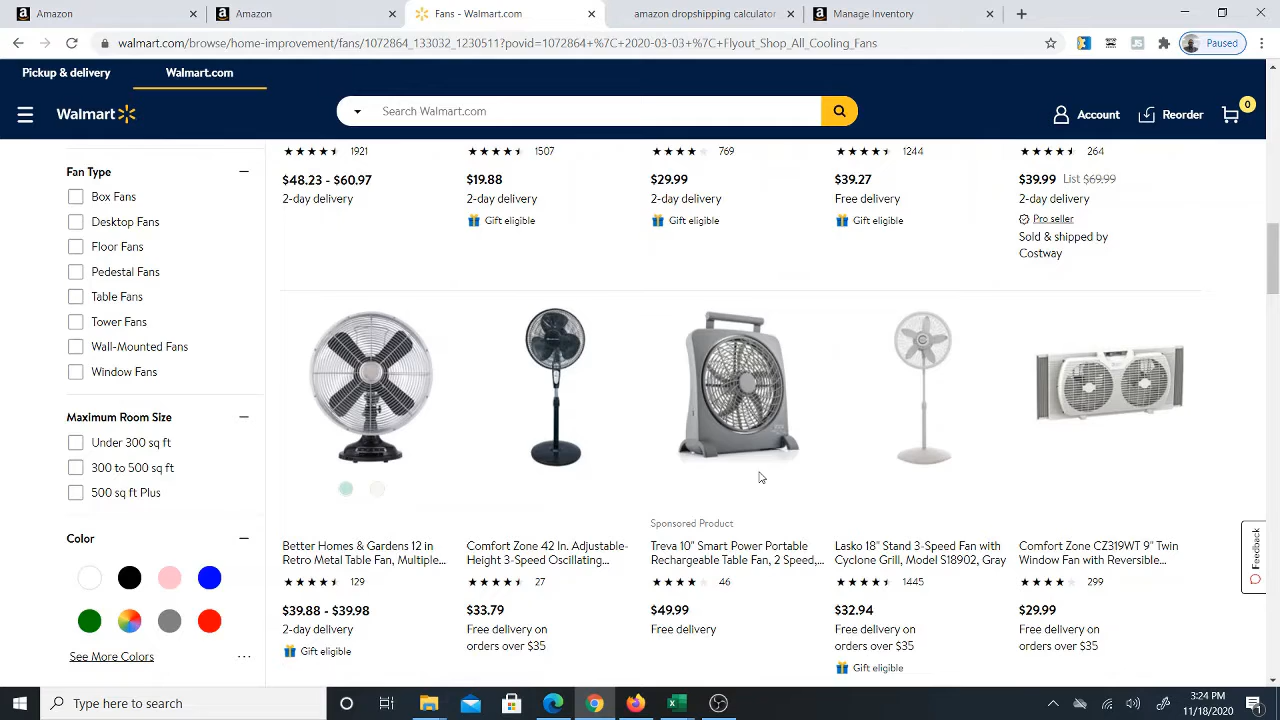 Amazon
Amazon
Fans - Walmart.com
amazon dropshipping calculator
Manage Inventory
walmart.com/browse/home-improvement/fans/1072864_133032_1230511?povid=1072864+%7C+2020-03-03+%7C+Flyout_Shop_All_Cooling_Fans
JS
Paused
Pickup & delivery
Walmart.com
Walmart
Search Walmart.com
Account
Reorder
0
Fan Type
Box Fans
Desktop Fans
Floor Fans
Pedestal Fans
Table Fans
Tower Fans
Wall-Mounted Fans
Window Fans
Maximum Room Size
Under 300 sq ft
300 to 500 sq ft
500 sq ft Plus
Color
See More Colors
1921
$48.23 - $60.97
2-day delivery
1507
$19.88
2-day delivery
Gift eligible
769
$29.99
2-day delivery
Gift eligible
1244
$39.27
Free delivery
Gift eligible
264
$39.99 List $69.99
2-day delivery
Pro seller
Sold & shipped by
Costway
Better Homes & Gardens 12 in
Retro Metal Table Fan, Multiple...
129
$39.88 - $39.98
2-day delivery
Gift eligible
Comfort Zone 42 In. Adjustable-
Height 3-Speed Oscillating...
27
$33.79
Free delivery on
orders over $35
Sponsored Product
Treva 10" Smart Power Portable
Rechargeable Table Fan, 2 Speed,...
46
$49.99
Free delivery
Lasko 18" Stand 3-Speed Fan with
Cyclone Grill, Model S18902, Gray
1445
$32.94
Free delivery on
orders over $35
Gift eligible
Comfort Zone CZ319WT 9" Twin
Window Fan with Reversible...
299
$29.99
Free delivery on
orders over $35
Feedback
Type here to search
3:24 PM
11/18/2020